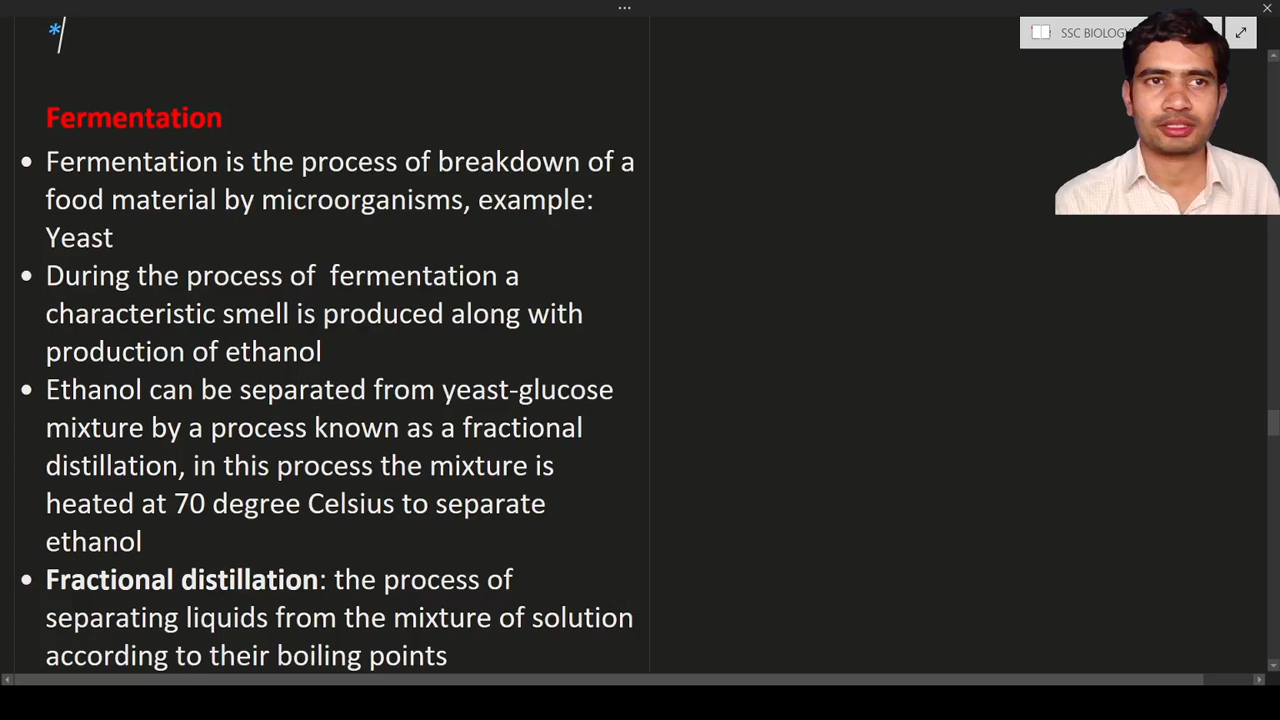 */
SSC BIOLOGY
Fermentation
• Fermentation is the process of breakdown of a
food material by microorganisms, example:
Yeast
• During the process of  fermentation a
characteristic smell is produced along with
production of ethanol
• Ethanol can be separated from yeast-glucose
mixture by a process known as a fractional
distillation, in this process the mixture is
heated at 70 degree Celsius to separate
ethanol
• Fractional distillation: the process of
separating liquids from the mixture of solution
according to their boiling points